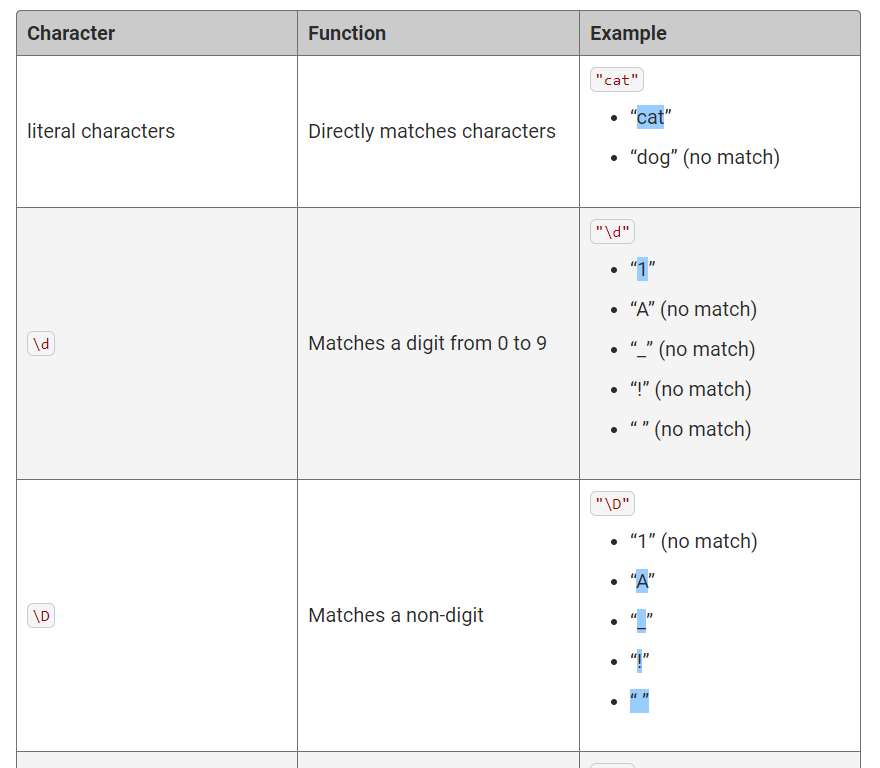 Character Function Example
literal characters Directly matches characters "cat"
• “cat”
• “dog” (no match)
\d Matches a digit from 0 to 9 "\d"
• “1”
• “A” (no match)
• “_” (no match)
• “!” (no match)
• “ ” (no match)
\D Matches a non-digit "\D"
• “1” (no match)
• “A”
• “_”
• “!”
• “ ”